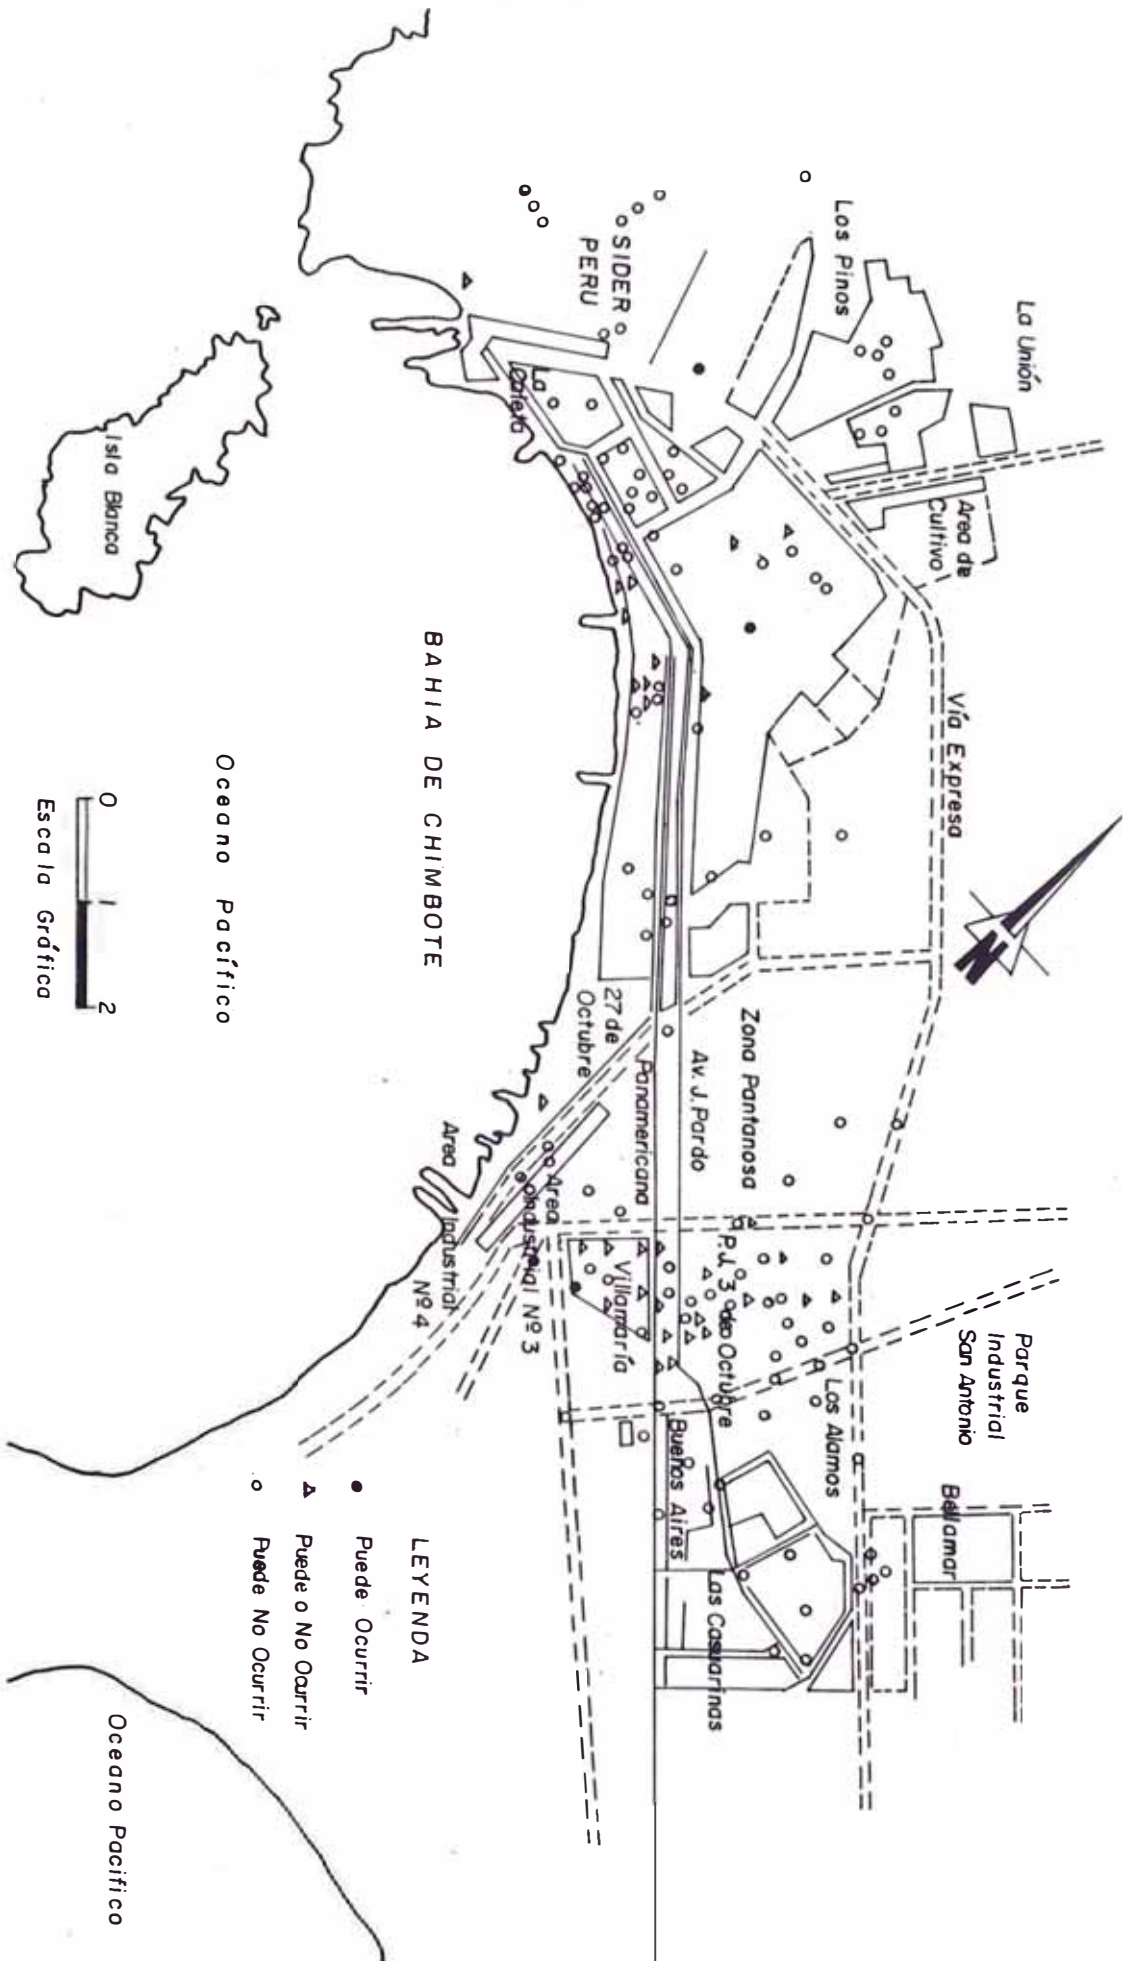 Los Pinos
La Unión
SIDER
PERU
La
Caleta
Area de
Cultivo
Isla Blanca
Vía Expresa
BAHIA DE CHIMBOTE
Oceano Pacífico
0 1 2
Escala Gráfica
N
27 de
Octubre
Zona Pantanosa
Av. J. Pardo
Panamericana
Area
Industrial
Nº 4
Area
Industrial Nº 3
Villamaría
P.J. 3 de Octubre
Los Alamos
Parque
Industrial
San Antonio
Buenos Aires
Bellamar
Las Casuarinas
LEYENDA
Puede Ocurrir
Puede o No Ocurrir
Puede No Ocurrir
Oceano Pacifico